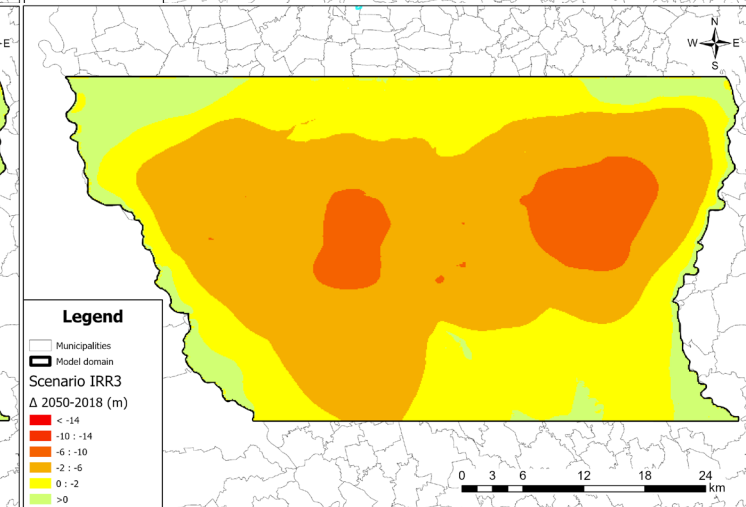 E
N
W E
S
Legend
Municipalities
Model domain
Scenario IRR3
Δ 2050-2018 (m)
< -14
-10 : -14
-6 : -10
-2 : -6
0 : -2
>0
0 3 6 12 18 24
km